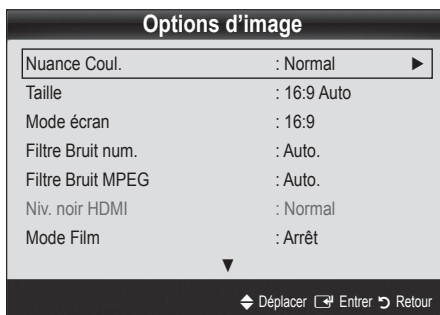 Options d'image
Nuance Coul. : Normal ▶
Taille : 16:9 Auto
Mode écran : 16:9
Filtre Bruit num. : Auto.
Filtre Bruit MPEG : Auto.
Niv. noir HDMI : Normal
Mode Film : Arrêt
▼
Déplacer Entrer Retour